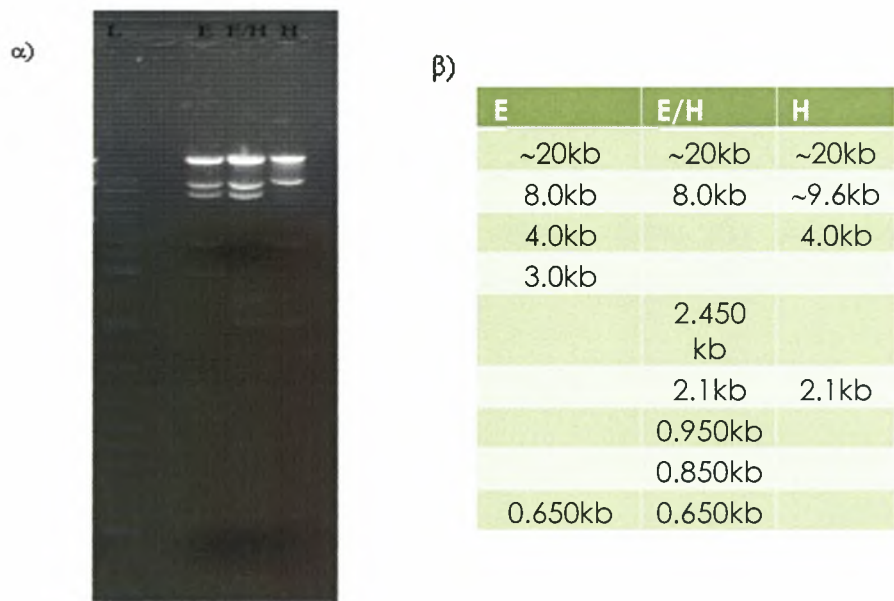 α)
L E E/H H
β)
E E/H H
~20kb ~20kb ~20kb
8.0kb 8.0kb ~9.6kb
4.0kb 4.0kb
3.0kb
2.450
kb
2.1kb 2.1kb
0.950kb
0.850kb
0.650kb 0.650kb